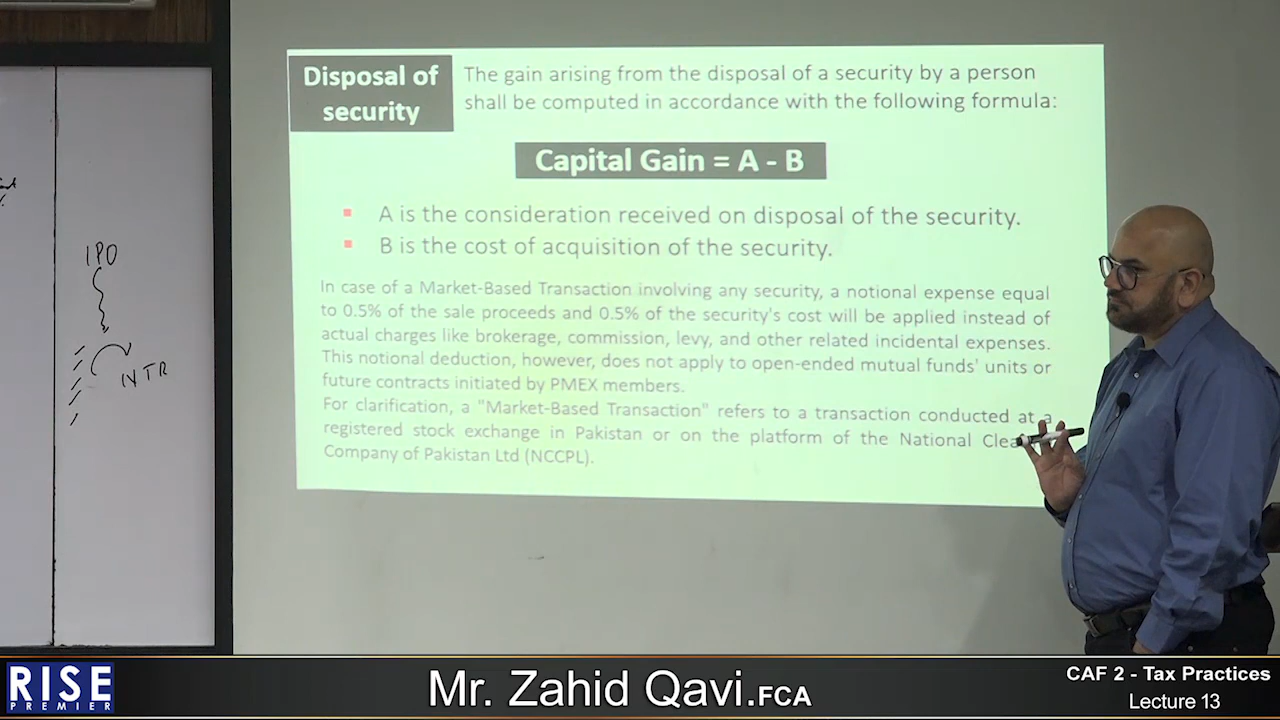 IPO
NTR
Disposal of
security
The gain arising from the disposal of a security by a person
shall be computed in accordance with the following formula:
Capital Gain = A - B
▪ A is the consideration received on disposal of the security.
▪ B is the cost of acquisition of the security.
In case of a Market-Based Transaction involving any security, a notional expense equal
to 0.5% of the sale proceeds and 0.5% of the security's cost will be applied instead of
actual charges like brokerage, commission, levy, and other related incidental expenses.
This notional deduction, however, does not apply to open-ended mutual funds' units or
future contracts initiated by PMEX members.
For clarification, a "Market-Based Transaction" refers to a transaction conducted at a
registered stock exchange in Pakistan or on the platform of the National
Company of Pakistan Ltd (NCCPL).
RISE
PREMIER
Mr. Zahid Qavi.FCA
CAF 2 - Tax Practices
Lecture 13